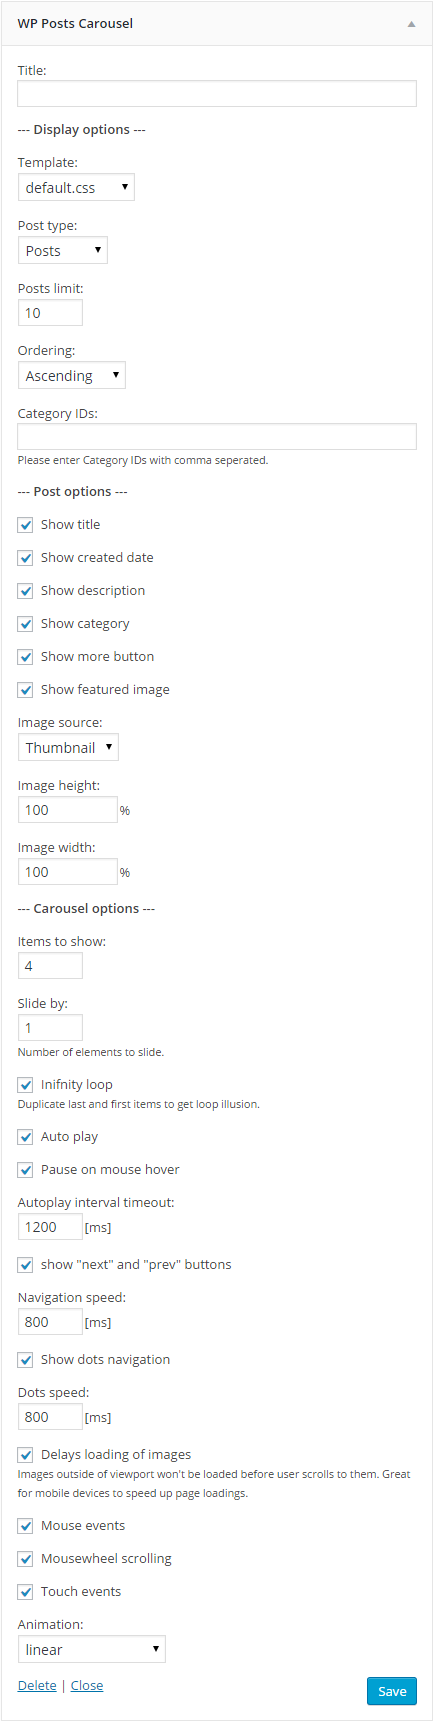 WP Posts Carousel
Title:
--- Display options ---
Template:
default.css
Post type:
Posts
Posts limit:
10
Ordering:
Ascending
Category IDs:
Please enter Category IDs with comma seperated.
--- Post options ---
Show title
Show created date
Show description
Show category
Show more button
Show featured image
Image source:
Thumbnail
Image height:
100 %
Image width:
100 %
--- Carousel options ---
Items to show:
4
Slide by:
1
Number of elements to slide.
Inifnity loop
Duplicate last and first items to get loop illusion.
Auto play
Pause on mouse hover
Autoplay interval timeout:
1200 [ms]
show "next" and "prev" buttons
Navigation speed:
800 [ms]
Show dots navigation
Dots speed:
800 [ms]
Delays loading of images
Images outside of viewport won't be loaded before user scrolls to them. Great
for mobile devices to speed up page loadings.
Mouse events
Mousewheel scrolling
Touch events
Animation:
linear
Delete | Close Save